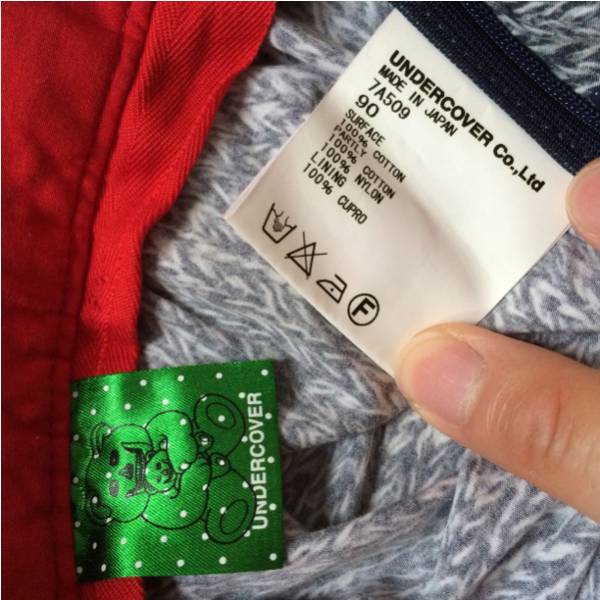 UNDERCOVER Co.,Ltd
MADE IN JAPAN
7A509
90
SURFACE
100% COTTON
PARTLY
100% COTTON
100% NYLON
LINING
100% CUPRO
F
UNDERCOVER